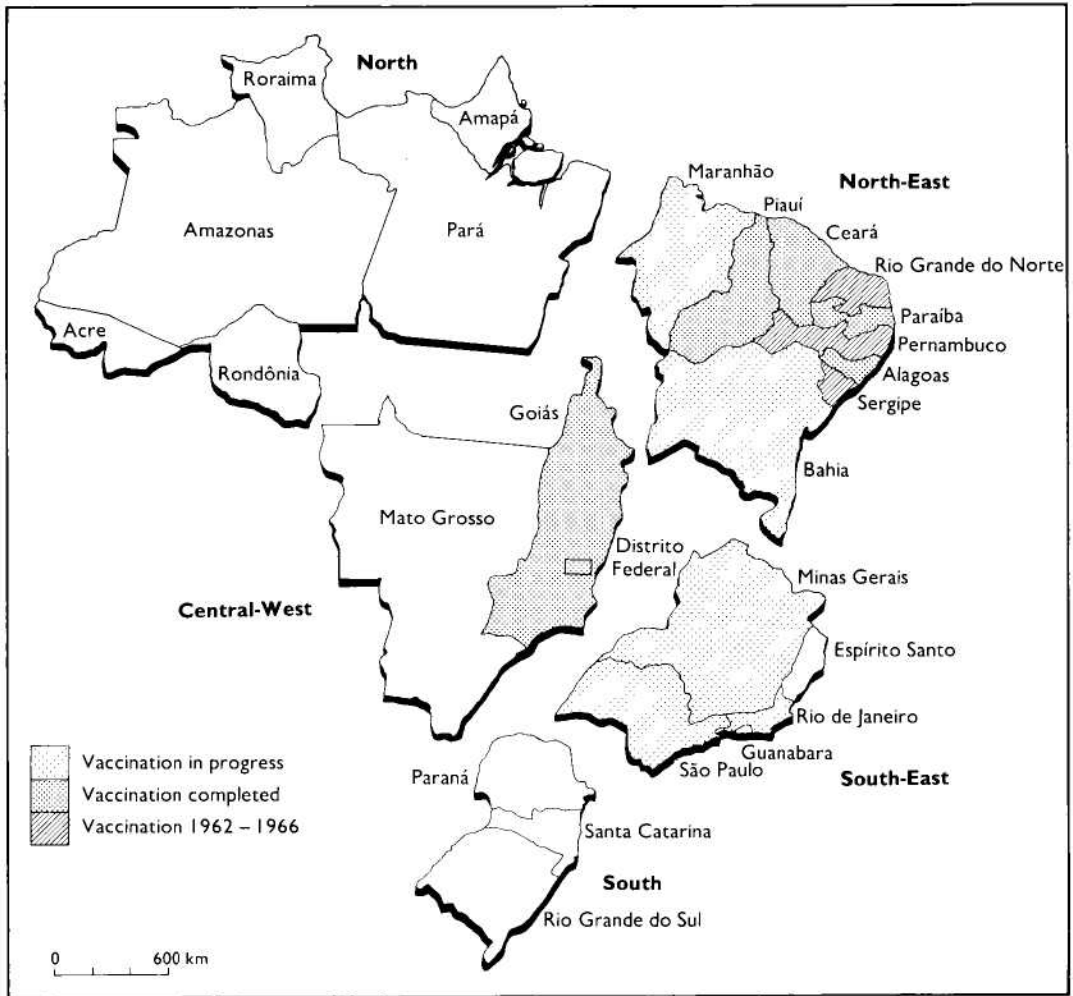 North
Roraima
Amapá
Amazonas
Pará
Acre
Rondônia
North-East
Maranhão
Piauí
Ceará
Rio Grande do Norte
Paraíba
Pernambuco
Alagoas
Sergipe
Bahia
Goiás
Mato Grosso
Distrito
Federal
Central-West
Minas Gerais
Espírito Santo
Rio de Janeiro
Guanabara
São Paulo
South-East
Paraná
Santa Catarina
South
Rio Grande do Sul
Vaccination in progress
Vaccination completed
Vaccination 1962 – 1966
0 600 km